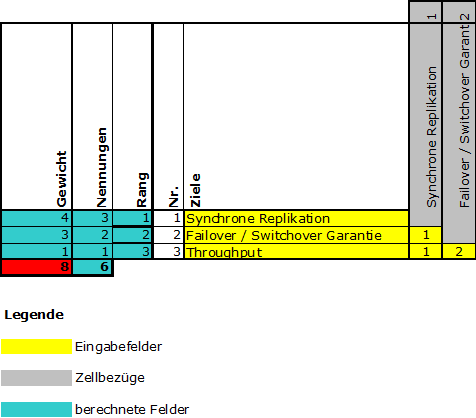 1
2
Gewicht
Nennungen
Rang
Nr.
Ziele
Synchrone Replikation
Failover / Switchover Garant
4 3 1 1 Synchrone Replikation
3 2 2 2 Failover / Switchover Garantie 1
1 1 3 3 Throughput 1 2
8 6
Legende
Eingabefelder
Zellbezüge
berechnete Felder